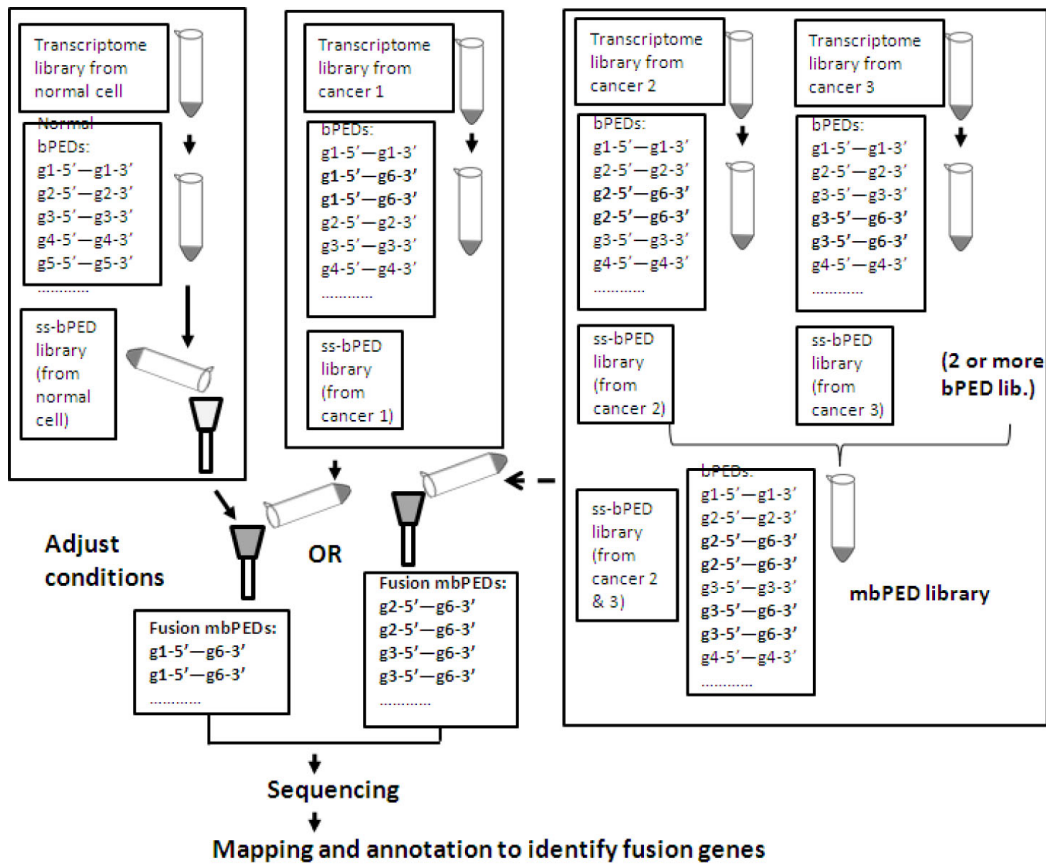 Transcriptome
library from
normal cell
Normal
bPEDs:
g1-5’—g1-3’
g2-5’—g2-3’
g3-5’—g3-3’
g4-5’—g4-3’
g5-5’—g5-3’
…………
ss-bPED
library
(from
normal
cell)
Transcriptome
library from
cancer 1
bPEDs:
g1-5’—g1-3’
g1-5’—g6-3’
g1-5’—g6-3’
g2-5’—g2-3’
g3-5’—g3-3’
g4-5’—g4-3’
…………
ss-bPED
library
(from
cancer 1)
Transcriptome
library from
cancer 2
bPEDs:
g1-5’—g1-3’
g2-5’—g2-3’
g2-5’—g6-3’
g2-5’—g6-3’
g3-5’—g3-3’
g4-5’—g4-3’
…………
ss-bPED
library
(from
cancer 2)
Transcriptome
library from
cancer 3
bPEDs:
g1-5’—g1-3’
g2-5’—g2-3’
g3-5’—g3-3’
g3-5’—g6-3’
g3-5’—g6-3’
g4-5’—g4-3’
…………
ss-bPED
library
(from
cancer 3)
(2 or more
bPED lib.)
ss-bPED
library
(from
cancer 2
& 3)
bPEDs:
g1-5’—g1-3’
g2-5’—g2-3’
g2-5’—g6-3’
g2-5’—g6-3’
g3-5’—g3-3’
g3-5’—g6-3’
g3-5’—g6-3’
g4-5’—g4-3’
…………
mbPED library
Adjust
conditions
OR
Fusion mbPEDs:
g1-5’—g6-3’
g1-5’—g6-3’
…………
Fusion mbPEDs:
g2-5’—g6-3’
g2-5’—g6-3’
g3-5’—g6-3’
g3-5’—g6-3’
…………
Sequencing
Mapping and annotation to identify fusion genes